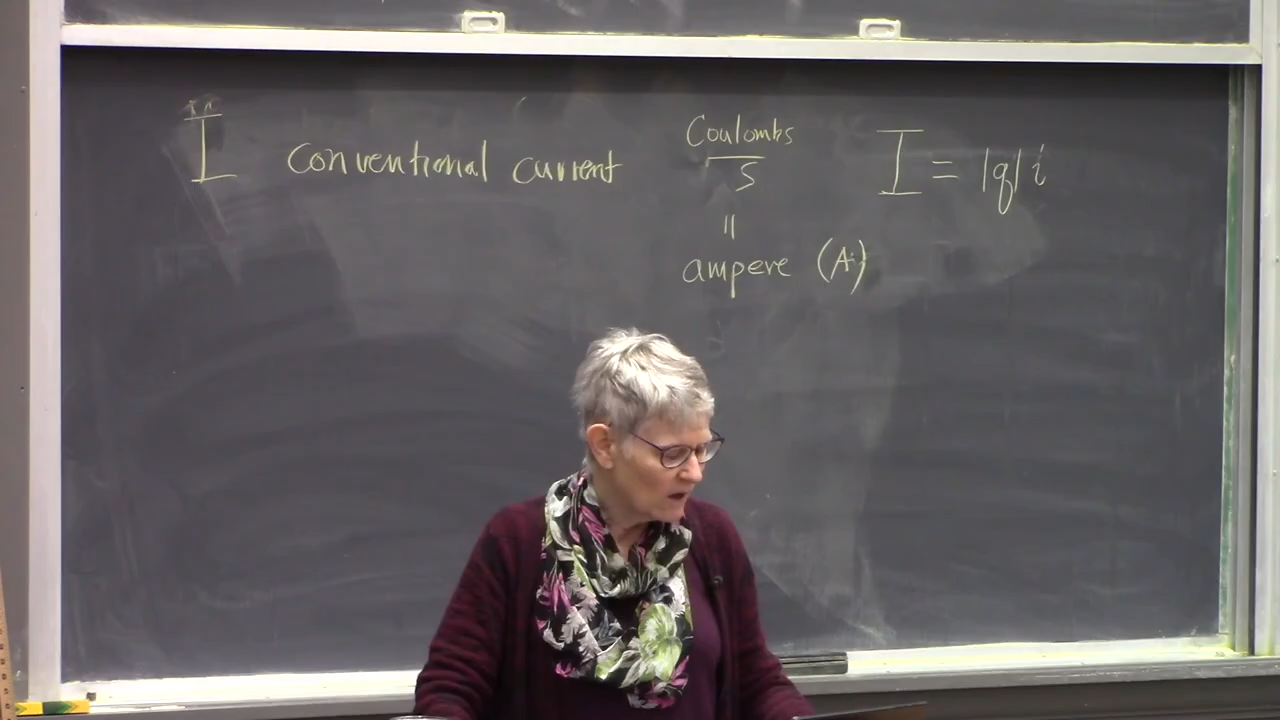 I conventional current Coulombs/s I = |q| i
=
ampere (A)